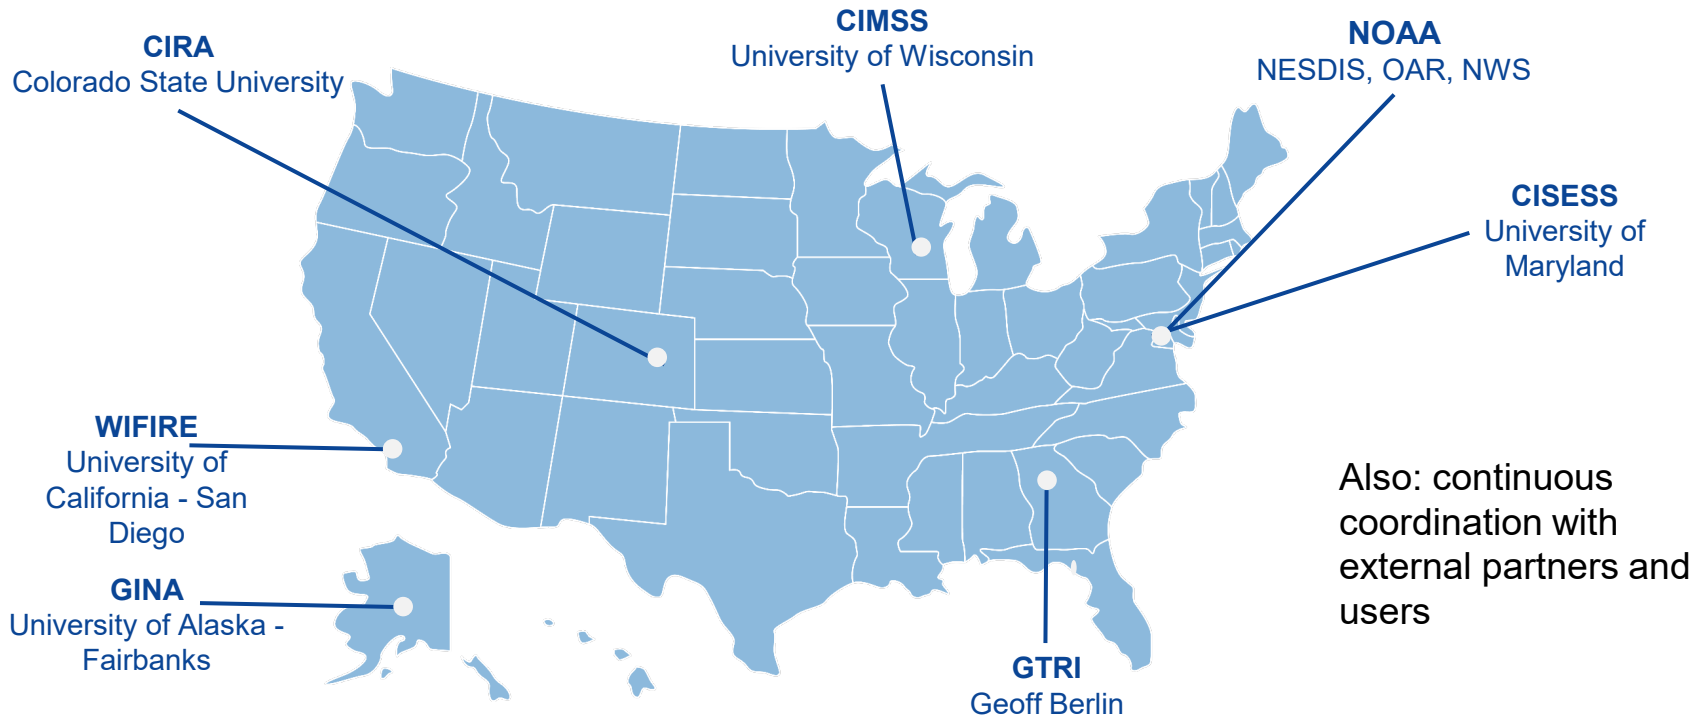 CIRA
Colorado State University
CIMSS
University of Wisconsin
NOAA
NESDIS, OAR, NWS
CISESS
University of
Maryland
WIFIRE
University of
California - San
Diego
GINA
University of Alaska -
Fairbanks
GTRI
Geoff Berlin
Also: continuous
coordination with
external partners and
users